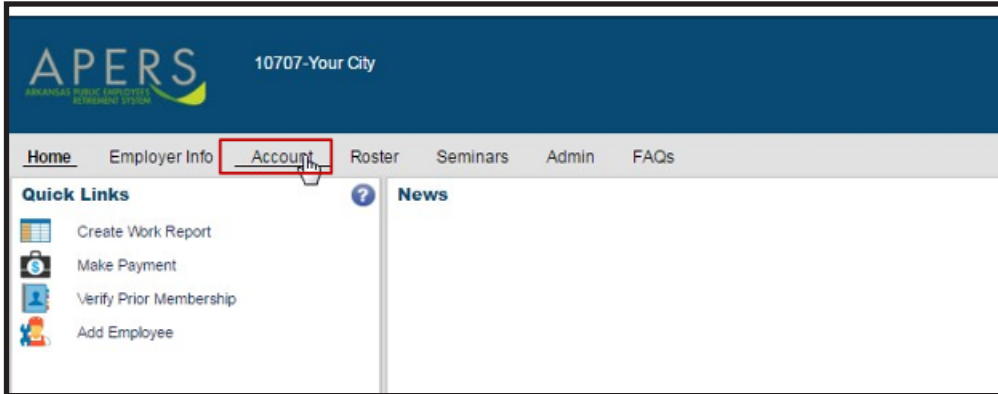 APERS
ARKANSAS PUBLIC EMPLOYEES
RETIREMENT SYSTEM
10707-Your City
Home Employer Info Account Roster Seminars Admin FAQs
Quick Links ?
News
Create Work Report
$
Make Payment
Verify Prior Membership
Add Employee